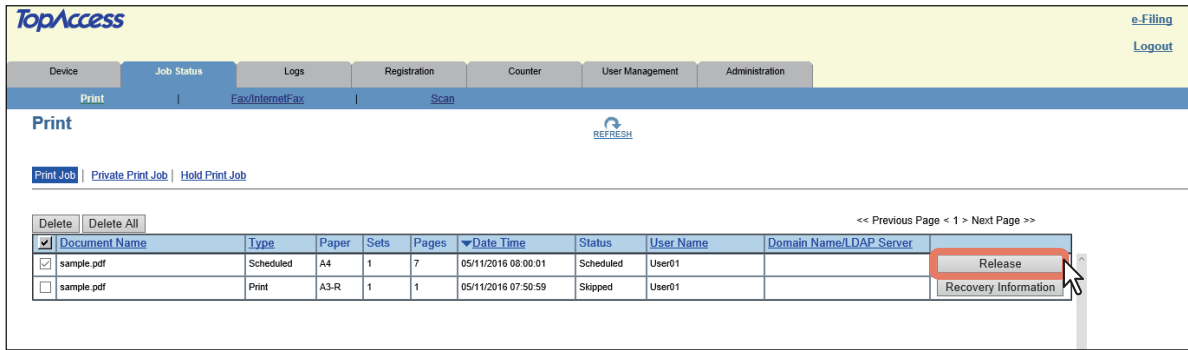 TopAccess
e-Filing
Logout
Device Job Status Logs Registration Counter User Management Administration
Print | Fax/InternetFax | Scan
Print
REFRESH
Print Job | Private Print Job | Hold Print Job
Delete Delete All << Previous Page < 1 > Next Page >>
Document Name Type Paper Sets Pages Date Time Status User Name Domain Name/LDAP Server
sample.pdf Scheduled A4 1 7 05/11/2016 08:00:01 Scheduled User01 Release
sample.pdf Print A3-R 1 1 05/11/2016 07:50:59 Skipped User01 Recovery Information